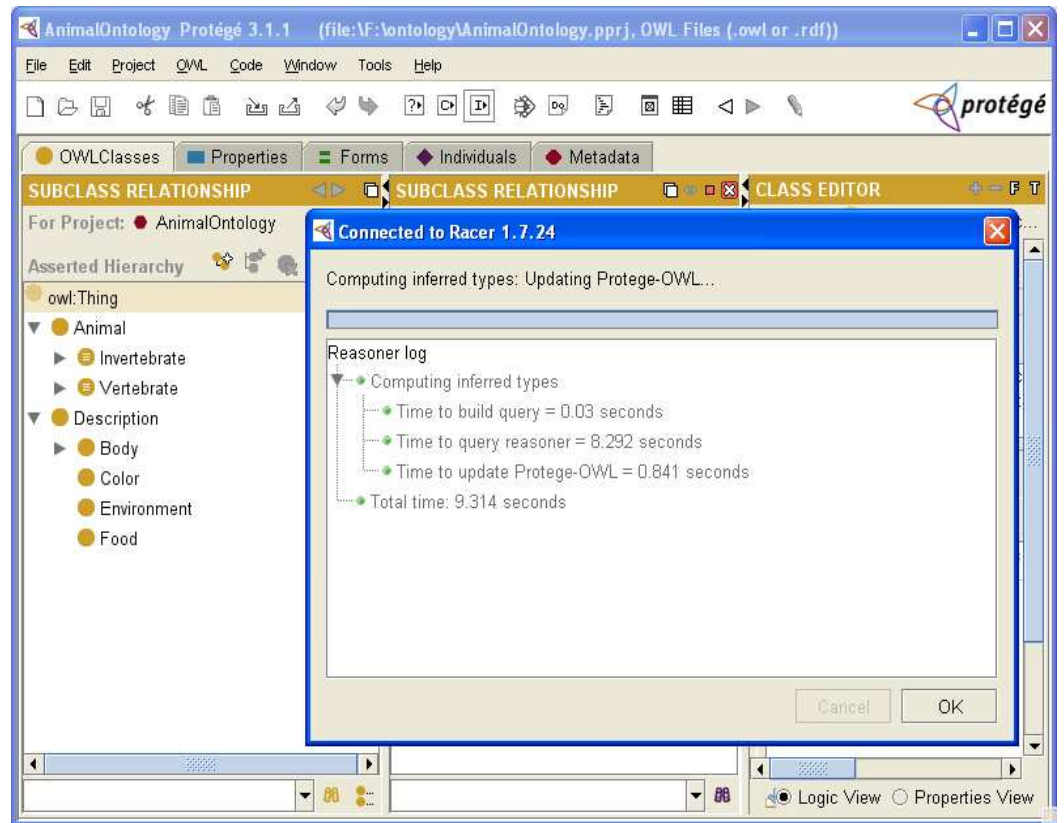 AnimalOntology Protégé 3.1.1 (file:\F:\ontology\AnimalOntology.pprj, OWL Files (.owl or .rdf))
File Edit Project OWL Code Window Tools Help
protégé
OWLClasses Properties Forms Individuals Metadata
SUBCLASS RELATIONSHIP SUBCLASS RELATIONSHIP CLASS EDITOR F T
For Project: AnimalOntology
Asserted Hierarchy
owl:Thing
Animal
Invertebrate
Vertebrate
Description
Body
Color
Environment
Food
Connected to Racer 1.7.24
Computing inferred types: Updating Protege-OWL...
Reasoner log
Computing inferred types
Time to build query = 0.03 seconds
Time to query reasoner = 8.292 seconds
Time to update Protege-OWL = 0.841 seconds
Total time: 9.314 seconds
Cancel OK
Logic View Properties View